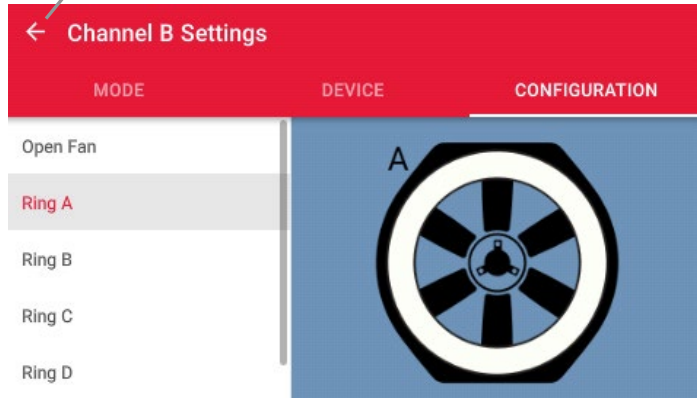 ← Channel B Settings
MODE DEVICE CONFIGURATION
Open Fan
Ring A
Ring B
Ring C
Ring D
A